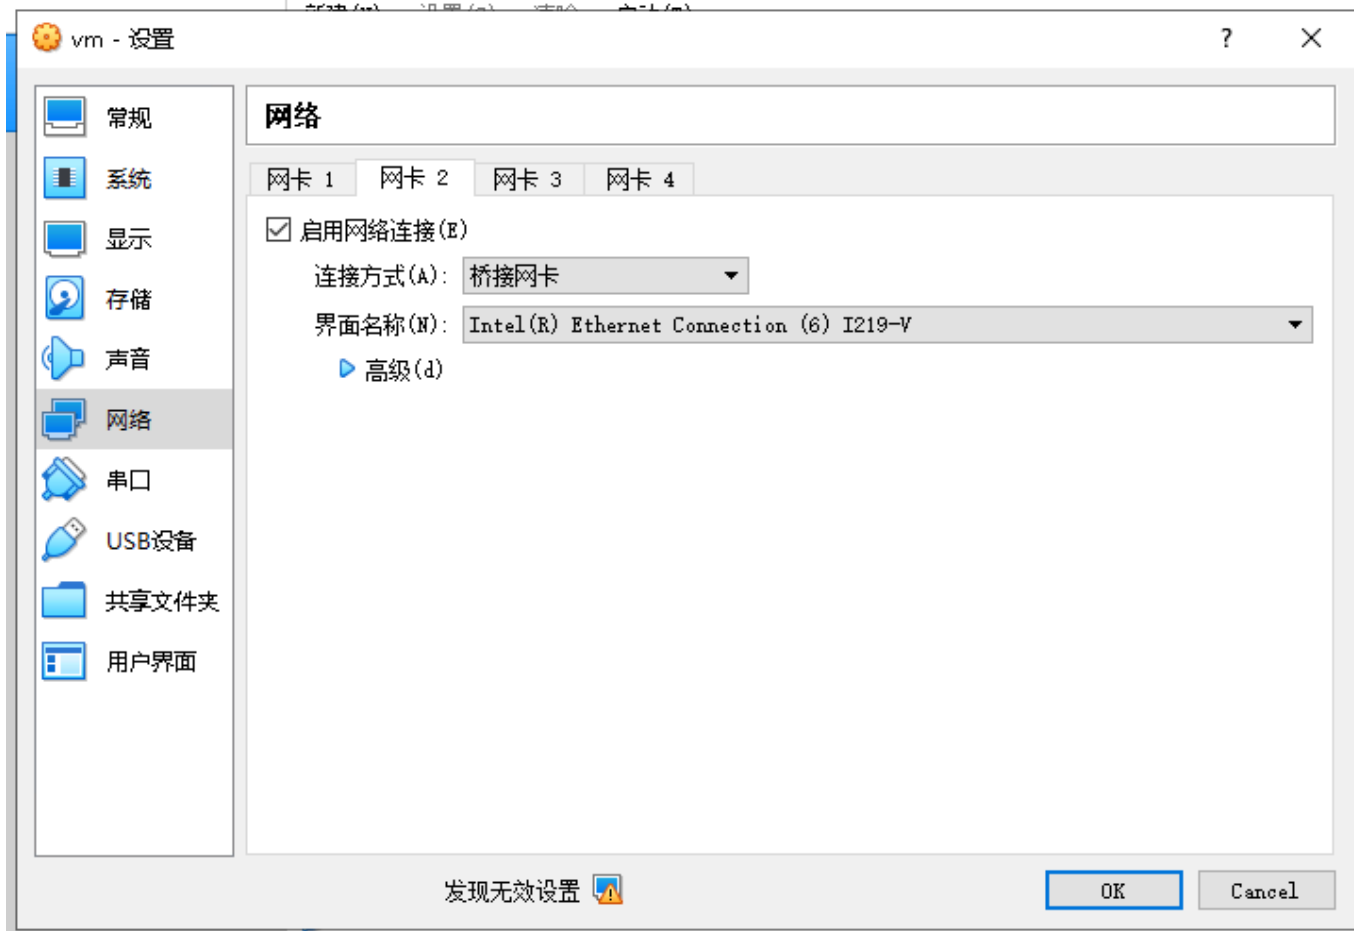 vm - 设置
?
常规
系统
显示
存储
声音
网络
串口
USB设备
共享文件夹
用户界面
网络
网卡 1 网卡 2 网卡 3 网卡 4
启用网络连接(E)
连接方式(A): 桥接网卡
界面名称(N): Intel(R) Ethernet Connection (6) I219-V
高级(d)
发现无效设置
OK Cancel